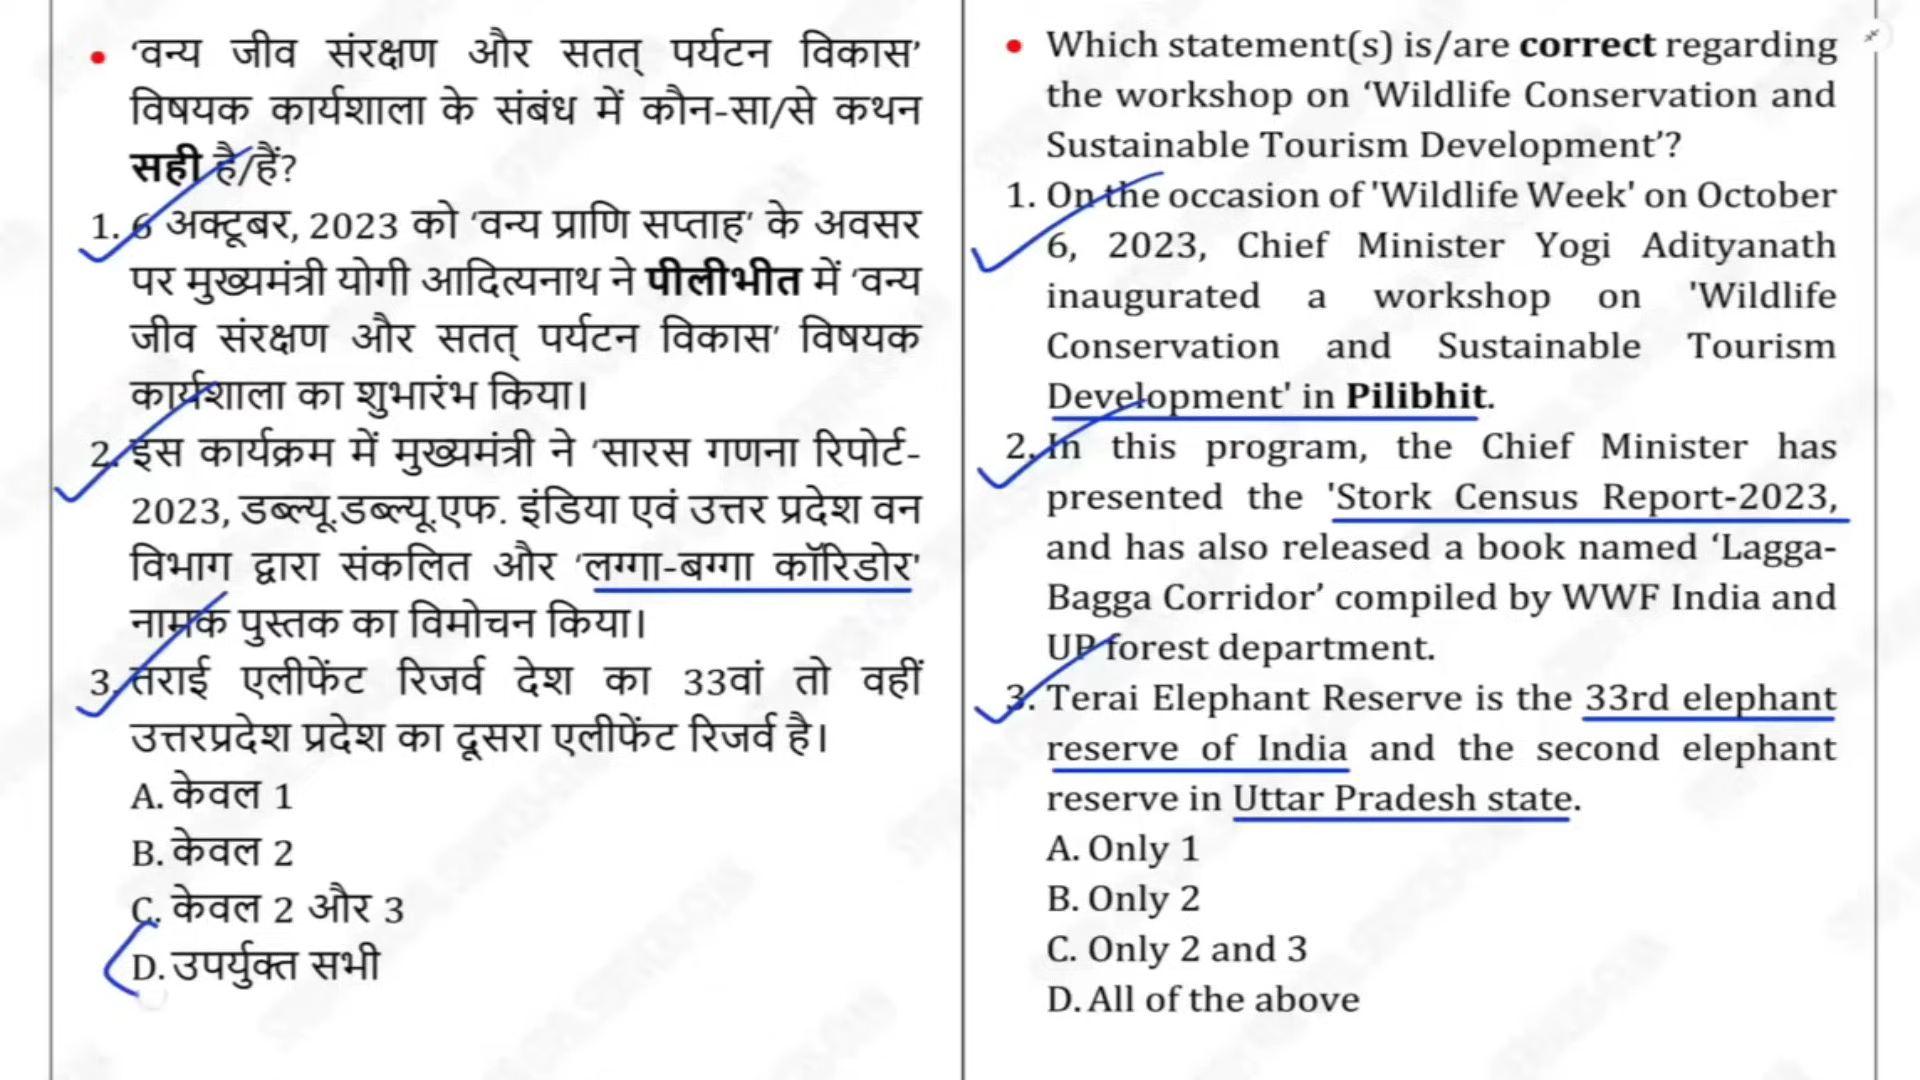 ‘वन्य जीव संरक्षण और सतत् पर्यटन विकास’
विषयक कार्यशाला के संबंध में कौन-सा/से कथन
सही है/हैं?
1. 6 अक्टूबर, 2023 को ‘वन्य प्राणि सप्ताह’ के अवसर
पर मुख्यमंत्री योगी आदित्यनाथ ने पीलीभीत में ‘वन्य
जीव संरक्षण और सतत् पर्यटन विकास’ विषयक
कार्यशाला का शुभारंभ किया।
2. इस कार्यक्रम में मुख्यमंत्री ने ‘सारस गणना रिपोर्ट-
2023, डब्ल्यू.डब्ल्यू.एफ. इंडिया एवं उत्तर प्रदेश वन
विभाग द्वारा संकलित और ‘लग्गा-बग्गा कॉरिडोर’
नामक पुस्तक का विमोचन किया।
3. तराई एलीफेंट रिजर्व देश का 33वां तो वहीं
उत्तरप्रदेश प्रदेश का दूसरा एलीफेंट रिजर्व है।
A. केवल 1
B. केवल 2
C. केवल 2 और 3
D. उपर्युक्त सभी
Which statement(s) is/are correct regarding
the workshop on ‘Wildlife Conservation and
Sustainable Tourism Development’?
1. On the occasion of 'Wildlife Week' on October
6, 2023, Chief Minister Yogi Adityanath
inaugurated a workshop on 'Wildlife
Conservation and Sustainable Tourism
Development' in Pilibhit.
2. In this program, the Chief Minister has
presented the 'Stork Census Report-2023,
and has also released a book named ‘Lagga-
Bagga Corridor’ compiled by WWF India and
UP forest department.
3. Terai Elephant Reserve is the 33rd elephant
reserve of India and the second elephant
reserve in Uttar Pradesh state.
A. Only 1
B. Only 2
C. Only 2 and 3
D. All of the above